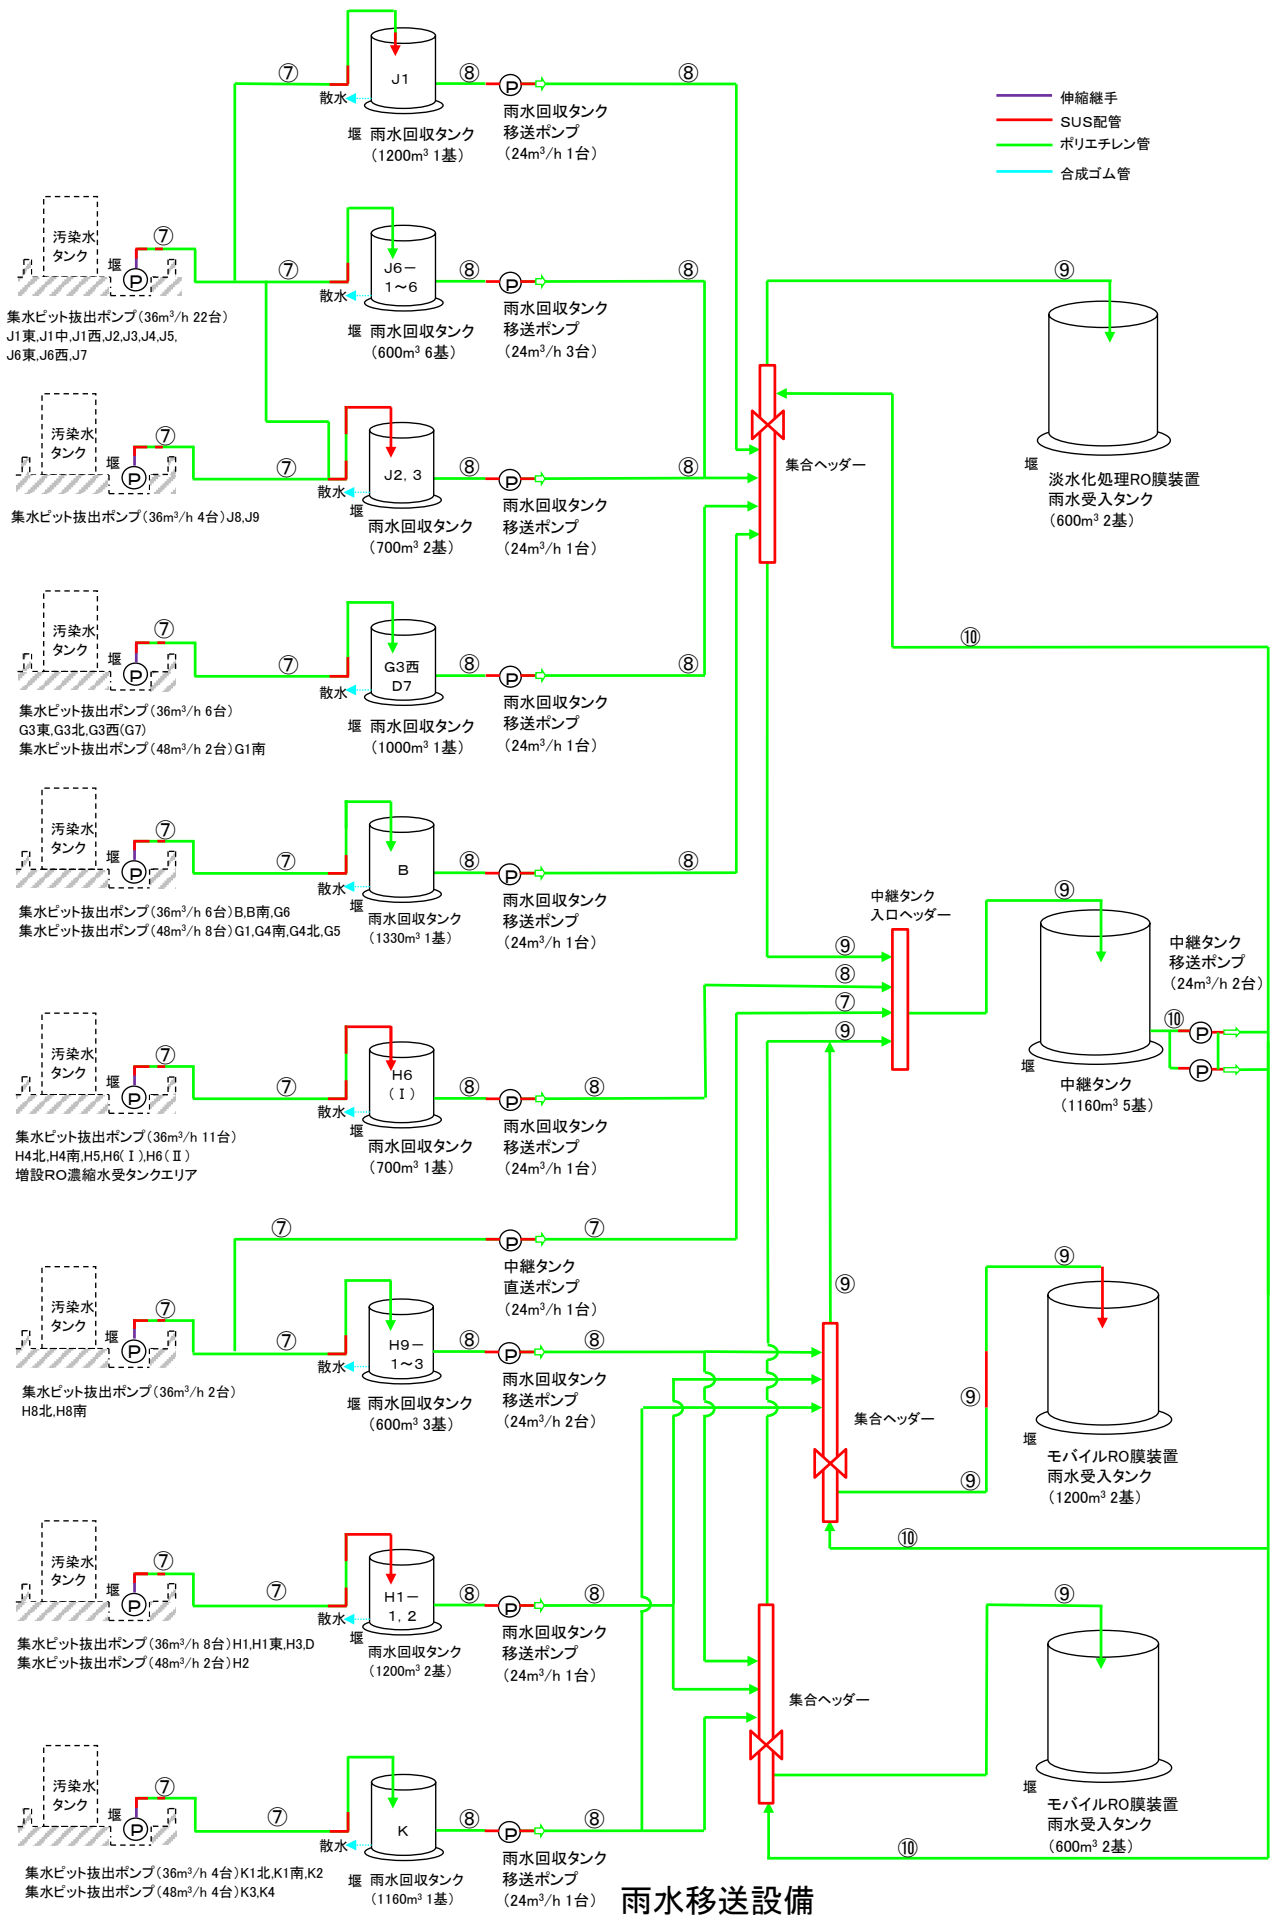 ⑦
J1
⑧
P
⑧
散水
堰 雨水回収タンク
(1200m³ 1基)
雨水回収タンク
移送ポンプ
(24m³/h 1台)
伸縮継手
SUS配管
ポリエチレン管
合成ゴム管
汚染水
タンク
堰
P
⑦
集水ピット抜出ポンプ(36m³/h 22台)
J1東,J1中,J1西,J2,J3,J4,J5,
J6東,J6西,J7
⑦
J6－
1～6
⑧
P
⑧
散水
堰 雨水回収タンク
(600m³ 6基)
雨水回収タンク
移送ポンプ
(24m³/h 3台)
⑨
堰
淡水化処理RO膜装置
雨水受入タンク
(600m³ 2基)
集合ヘッダー
汚染水
タンク
堰
P
⑦
集水ピット抜出ポンプ(36m³/h 4台)J8,J9
⑦
J2, 3
⑧
P
⑧
散水
堰
雨水回収タンク
(700m³ 2基)
雨水回収タンク
移送ポンプ
(24m³/h 1台)
汚染水
タンク
堰
P
⑦
集水ピット抜出ポンプ(36m³/h 6台)
G3東,G3北,G3西(G7)
集水ピット抜出ポンプ(48m³/h 2台)G1南
⑦
G3西
D7
⑧
P
⑧
散水
堰 雨水回収タンク
(1000m³ 1基)
雨水回収タンク
移送ポンプ
(24m³/h 1台)
⑩
汚染水
タンク
堰
P
⑦
集水ピット抜出ポンプ(36m³/h 6台)B,B南,G6
集水ピット抜出ポンプ(48m³/h 8台)G1,G4南,G4北,G5
⑦
B
⑧
P
⑧
散水
堰
雨水回収タンク
(1330m³ 1基)
雨水回収タンク
移送ポンプ
(24m³/h 1台)
中継タンク
入口ヘッダー
⑨
⑧
⑦
⑨
⑨
堰
中継タンク
(1160m³ 5基)
中継タンク
移送ポンプ
(24m³/h 2台)
⑩
P
P
汚染水
タンク
堰
P
⑦
集水ピット抜出ポンプ(36m³/h 11台)
H4北,H4南,H5,H6(Ⅰ),H6(Ⅱ)
増設RO濃縮水受タンクエリア
⑦
H6
(Ⅰ)
⑧
P
⑧
散水
堰
雨水回収タンク
(700m³ 1基)
雨水回収タンク
移送ポンプ
(24m³/h 1台)
⑦
P
⑦
中継タンク
直送ポンプ
(24m³/h 1台)
汚染水
タンク
堰
P
⑦
集水ピット抜出ポンプ(36m³/h 2台)
H8北,H8南
⑦
H9－
1～3
⑧
P
⑧
散水
堰 雨水回収タンク
(600m³ 3基)
雨水回収タンク
移送ポンプ
(24m³/h 2台)
⑨
集合ヘッダー
⑨
⑨
⑨
堰
モバイルRO膜装置
雨水受入タンク
(1200m³ 2基)
⑩
汚染水
タンク
堰
P
⑦
集水ピット抜出ポンプ(36m³/h 8台)H1,H1東,H3,D
集水ピット抜出ポンプ(48m³/h 2台)H2
⑦
H1－
1, 2
⑧
P
⑧
散水
堰
雨水回収タンク
(1200m³ 2基)
雨水回収タンク
移送ポンプ
(24m³/h 1台)
集合ヘッダー
⑨
堰
モバイルRO膜装置
雨水受入タンク
(600m³ 2基)
⑩
汚染水
タンク
堰
P
⑦
集水ピット抜出ポンプ(36m³/h 4台)K1北,K1南,K2
集水ピット抜出ポンプ(48m³/h 4台)K3,K4
⑦
K
⑧
P
⑧
散水
堰 雨水回収タンク
(1160m³ 1基)
雨水回収タンク
移送ポンプ
(24m³/h 1台)
雨水移送設備